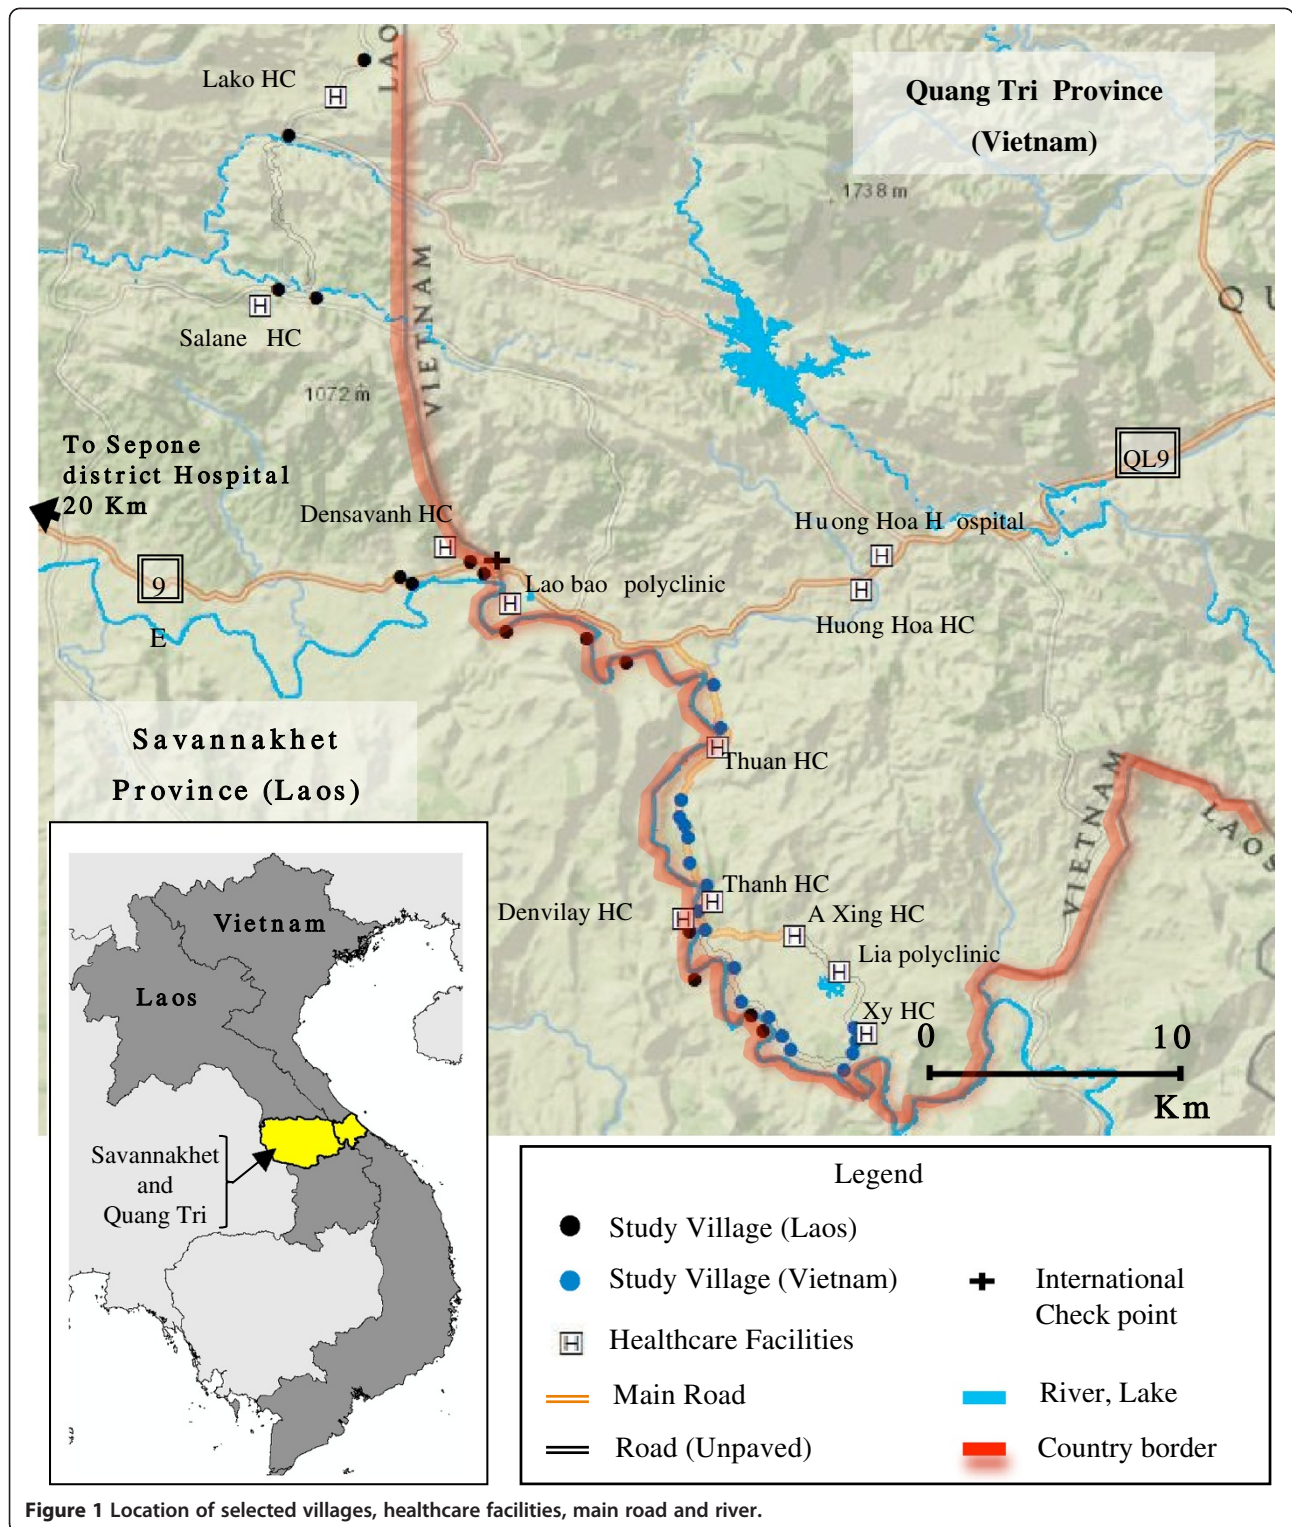 LAO
Lako HC
H
Quang Tri Province
(Vietnam)
1738 m
VIETNAM
H
Salane HC
Q U
1072 m
To Sepone
district Hospital
20 Km
QL9
Densavanh HC
H
Huong Hoa H ospital
H
9
E
Lao bao polyclinic
H
H
Huong Hoa HC
Savannakhet
Province (Laos)
H
Thuan HC
VIETNAM
LAOS
Thanh HC
H
Denvilay HC
H
A Xing HC
H
Lia polyclinic
H
Xy HC
H
0 10
Km
Vietnam
Laos
Savannakhet
and
Quang Tri
Legend
Study Village (Laos)
Study Village (Vietnam)
International
Check point
H Healthcare Facilities
Main Road
River, Lake
Road (Unpaved)
Country border
Figure 1 Location of selected villages, healthcare facilities, main road and river.